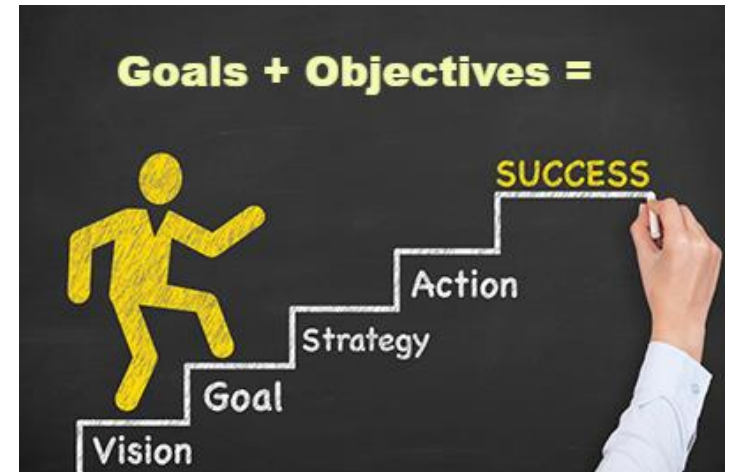 Goals + Objectives =
SUCCESS
Action
Strategy
Goal
Vision